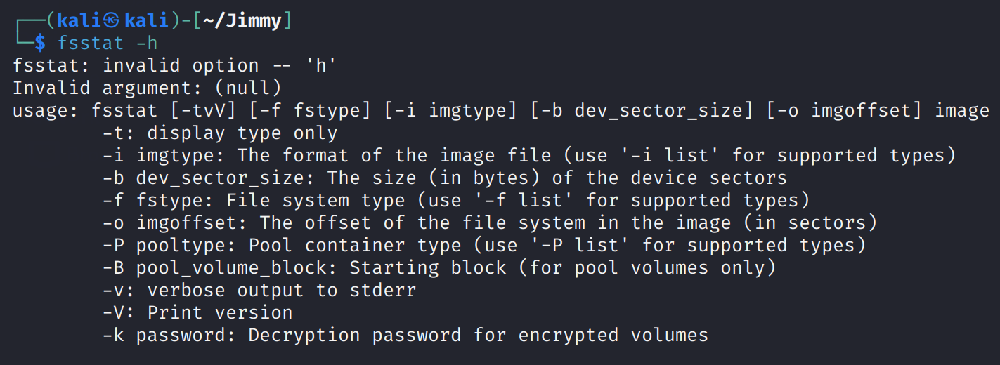 ┌──(kali㉿kali)-[~/Jimmy]
└─$ fsstat -h
fsstat: invalid option -- 'h'
Invalid argument: (null)
usage: fsstat [-tvV] [-f fstype] [-i imgtype] [-b dev_sector_size] [-o imgoffset] image
        -t: display type only
        -i imgtype: The format of the image file (use '-i list' for supported types)
        -b dev_sector_size: The size (in bytes) of the device sectors
        -f fstype: File system type (use '-f list' for supported types)
        -o imgoffset: The offset of the file system in the image (in sectors)
        -P pooltype: Pool container type (use '-P list' for supported types)
        -B pool_volume_block: Starting block (for pool volumes only)
        -v: verbose output to stderr
        -V: Print version
        -k password: Decryption password for encrypted volumes